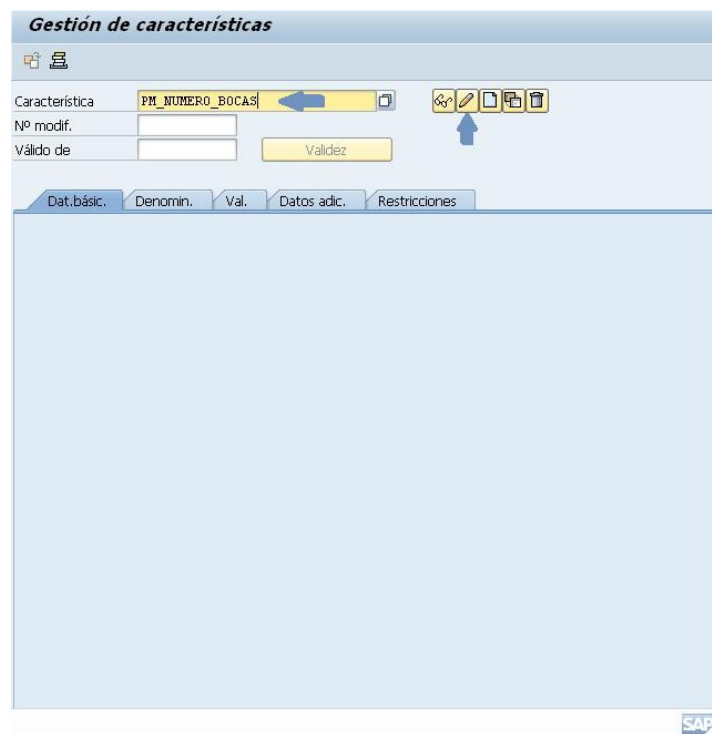 Gestión de características
Característica PM_NUMERO_BOCAS
Nº modif.
Válido de Validez
Dat.básic. Denomin. Val. Datos adic. Restricciones
SAP